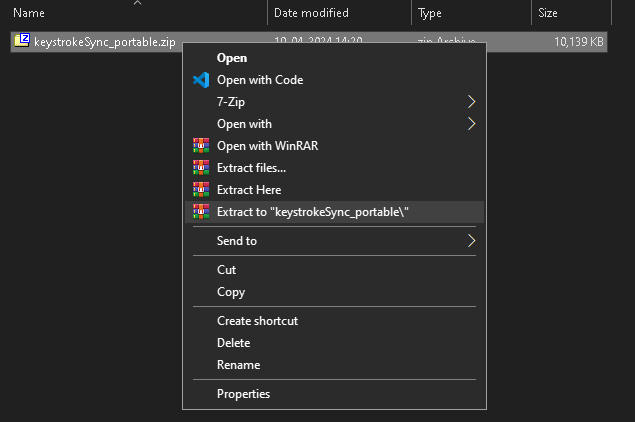 Name Date modified Type Size
keystrokeSync_portable.zip 10-04-2024 14:20 zip Archive 10,139 KB
Open
Open with Code
7-Zip
Open with
Open with WinRAR
Extract files...
Extract Here
Extract to "keystrokeSync_portable\"
Send to
Cut
Copy
Create shortcut
Delete
Rename
Properties